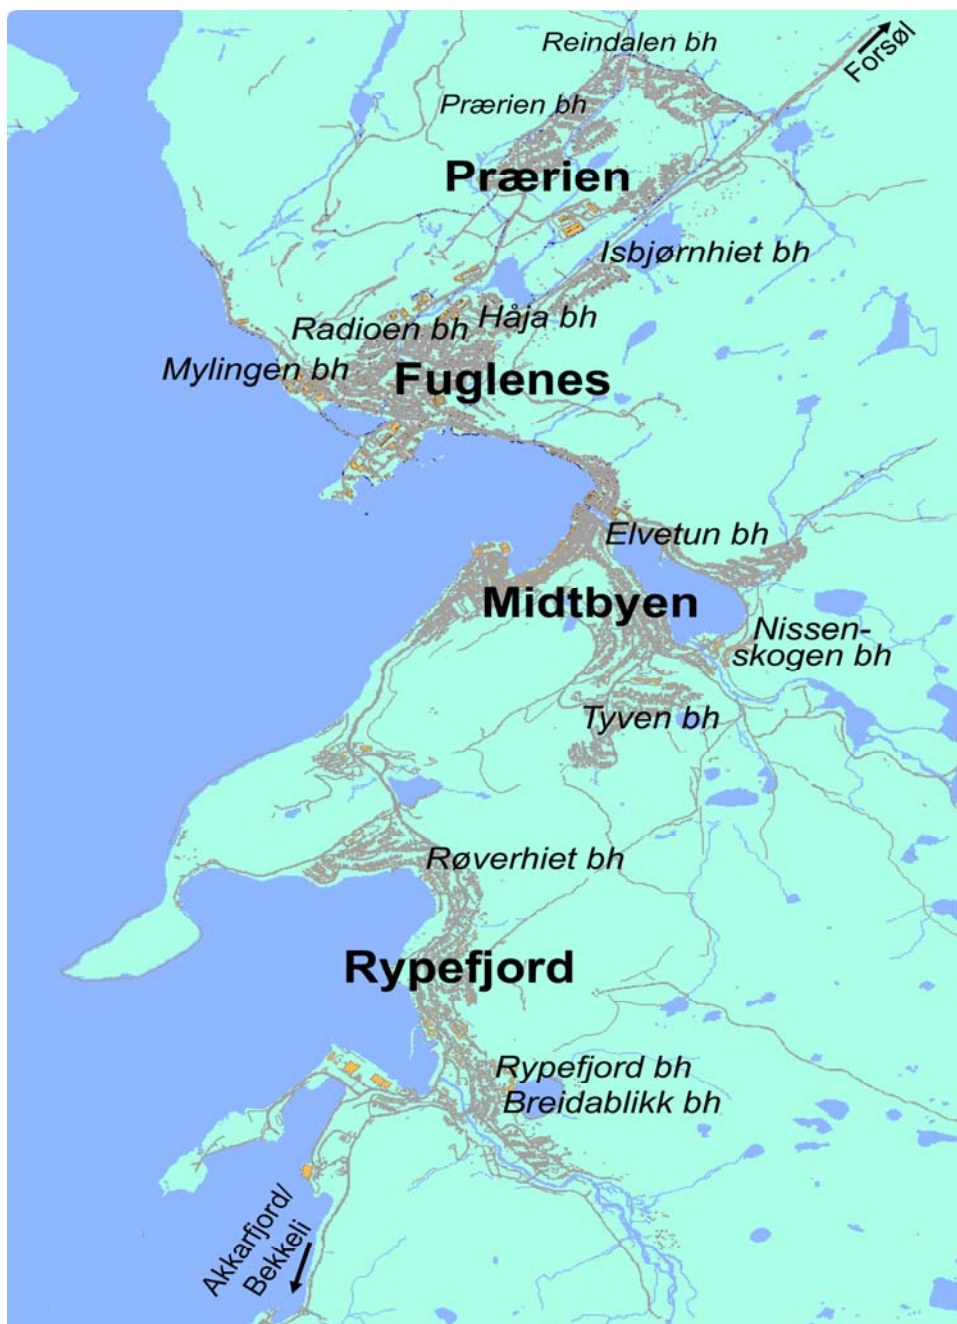 Reindalen bh
Forsøl
Prærien bh
Prærien
Isbjørnhiet bh
Håja bh
Radioen bh
Mylingen bh
Fuglenes
Elvetun bh
Midtbyen
Nissen-
skogen bh
Tyven bh
Røverhiet bh
Rypefjord
Rypefjord bh
Breidablikk bh
Akkarfjord/
Bekkeli